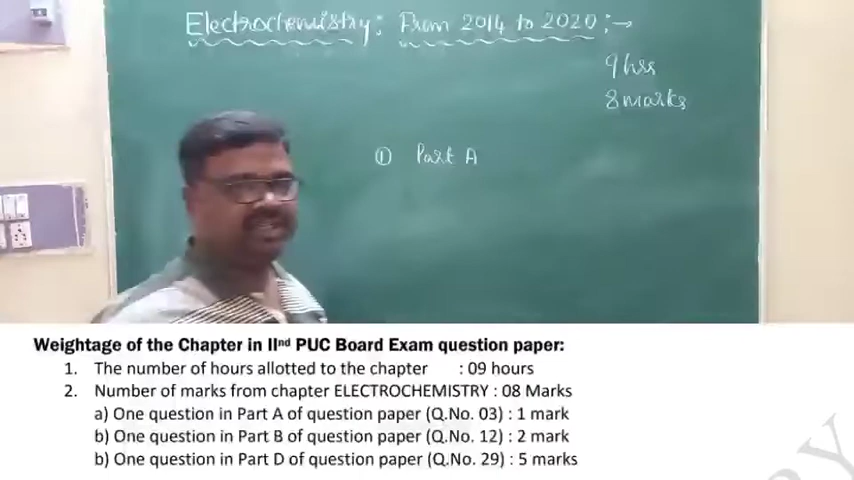 Electrochemistry: From 2014 to 2020 :→
9 hrs
8 marks
① Part A
Weightage of the Chapter in IInd PUC Board Exam question paper:
1. The number of hours allotted to the chapter : 09 hours
2. Number of marks from chapter ELECTROCHEMISTRY : 08 Marks
a) One question in Part A of question paper (Q.No. 03) : 1 mark
b) One question in Part B of question paper (Q.No. 12) : 2 mark
b) One question in Part D of question paper (Q.No. 29) : 5 marks